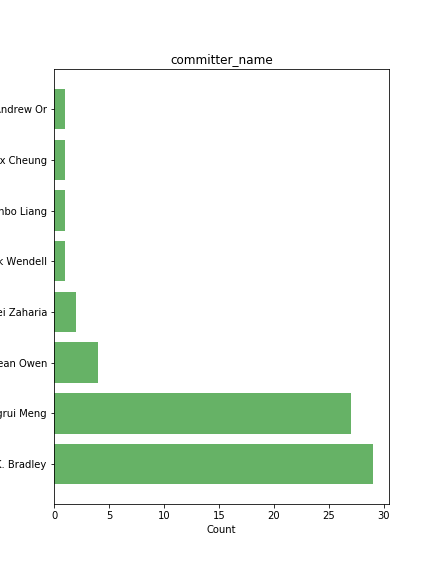 committer_name
Andrew Or
x Cheung
nbo Liang
k Wendell
ei Zaharia
ean Owen
grui Meng
K. Bradley
0 5 10 15 20 25 30
Count